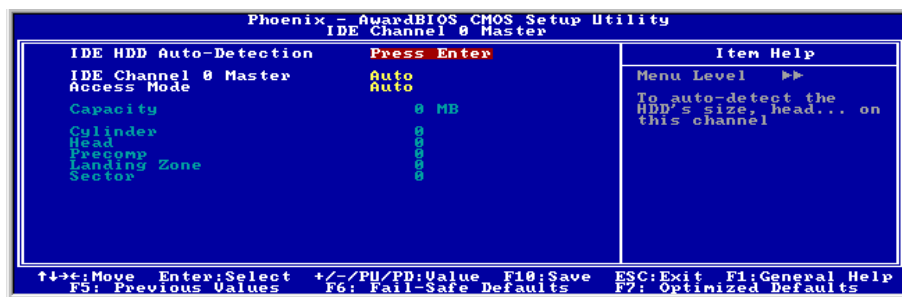 Phoenix - AwardBIOS CMOS Setup Utility
IDE Channel 0 Master
IDE HDD Auto-Detection Press Enter
IDE Channel 0 Master Auto
Access Mode Auto
Capacity 0 MB
Cylinder 0
Head 0
Precomp 0
Landing Zone 0
Sector 0
Item Help
Menu Level ▶▶
To auto-detect the
HDD's size, head... on
this channel
↑↓→←:Move Enter:Select +/-/PU/PD:Value F10:Save ESC:Exit F1:General Help
F5: Previous Values F6: Fail-Safe Defaults F7: Optimized Defaults